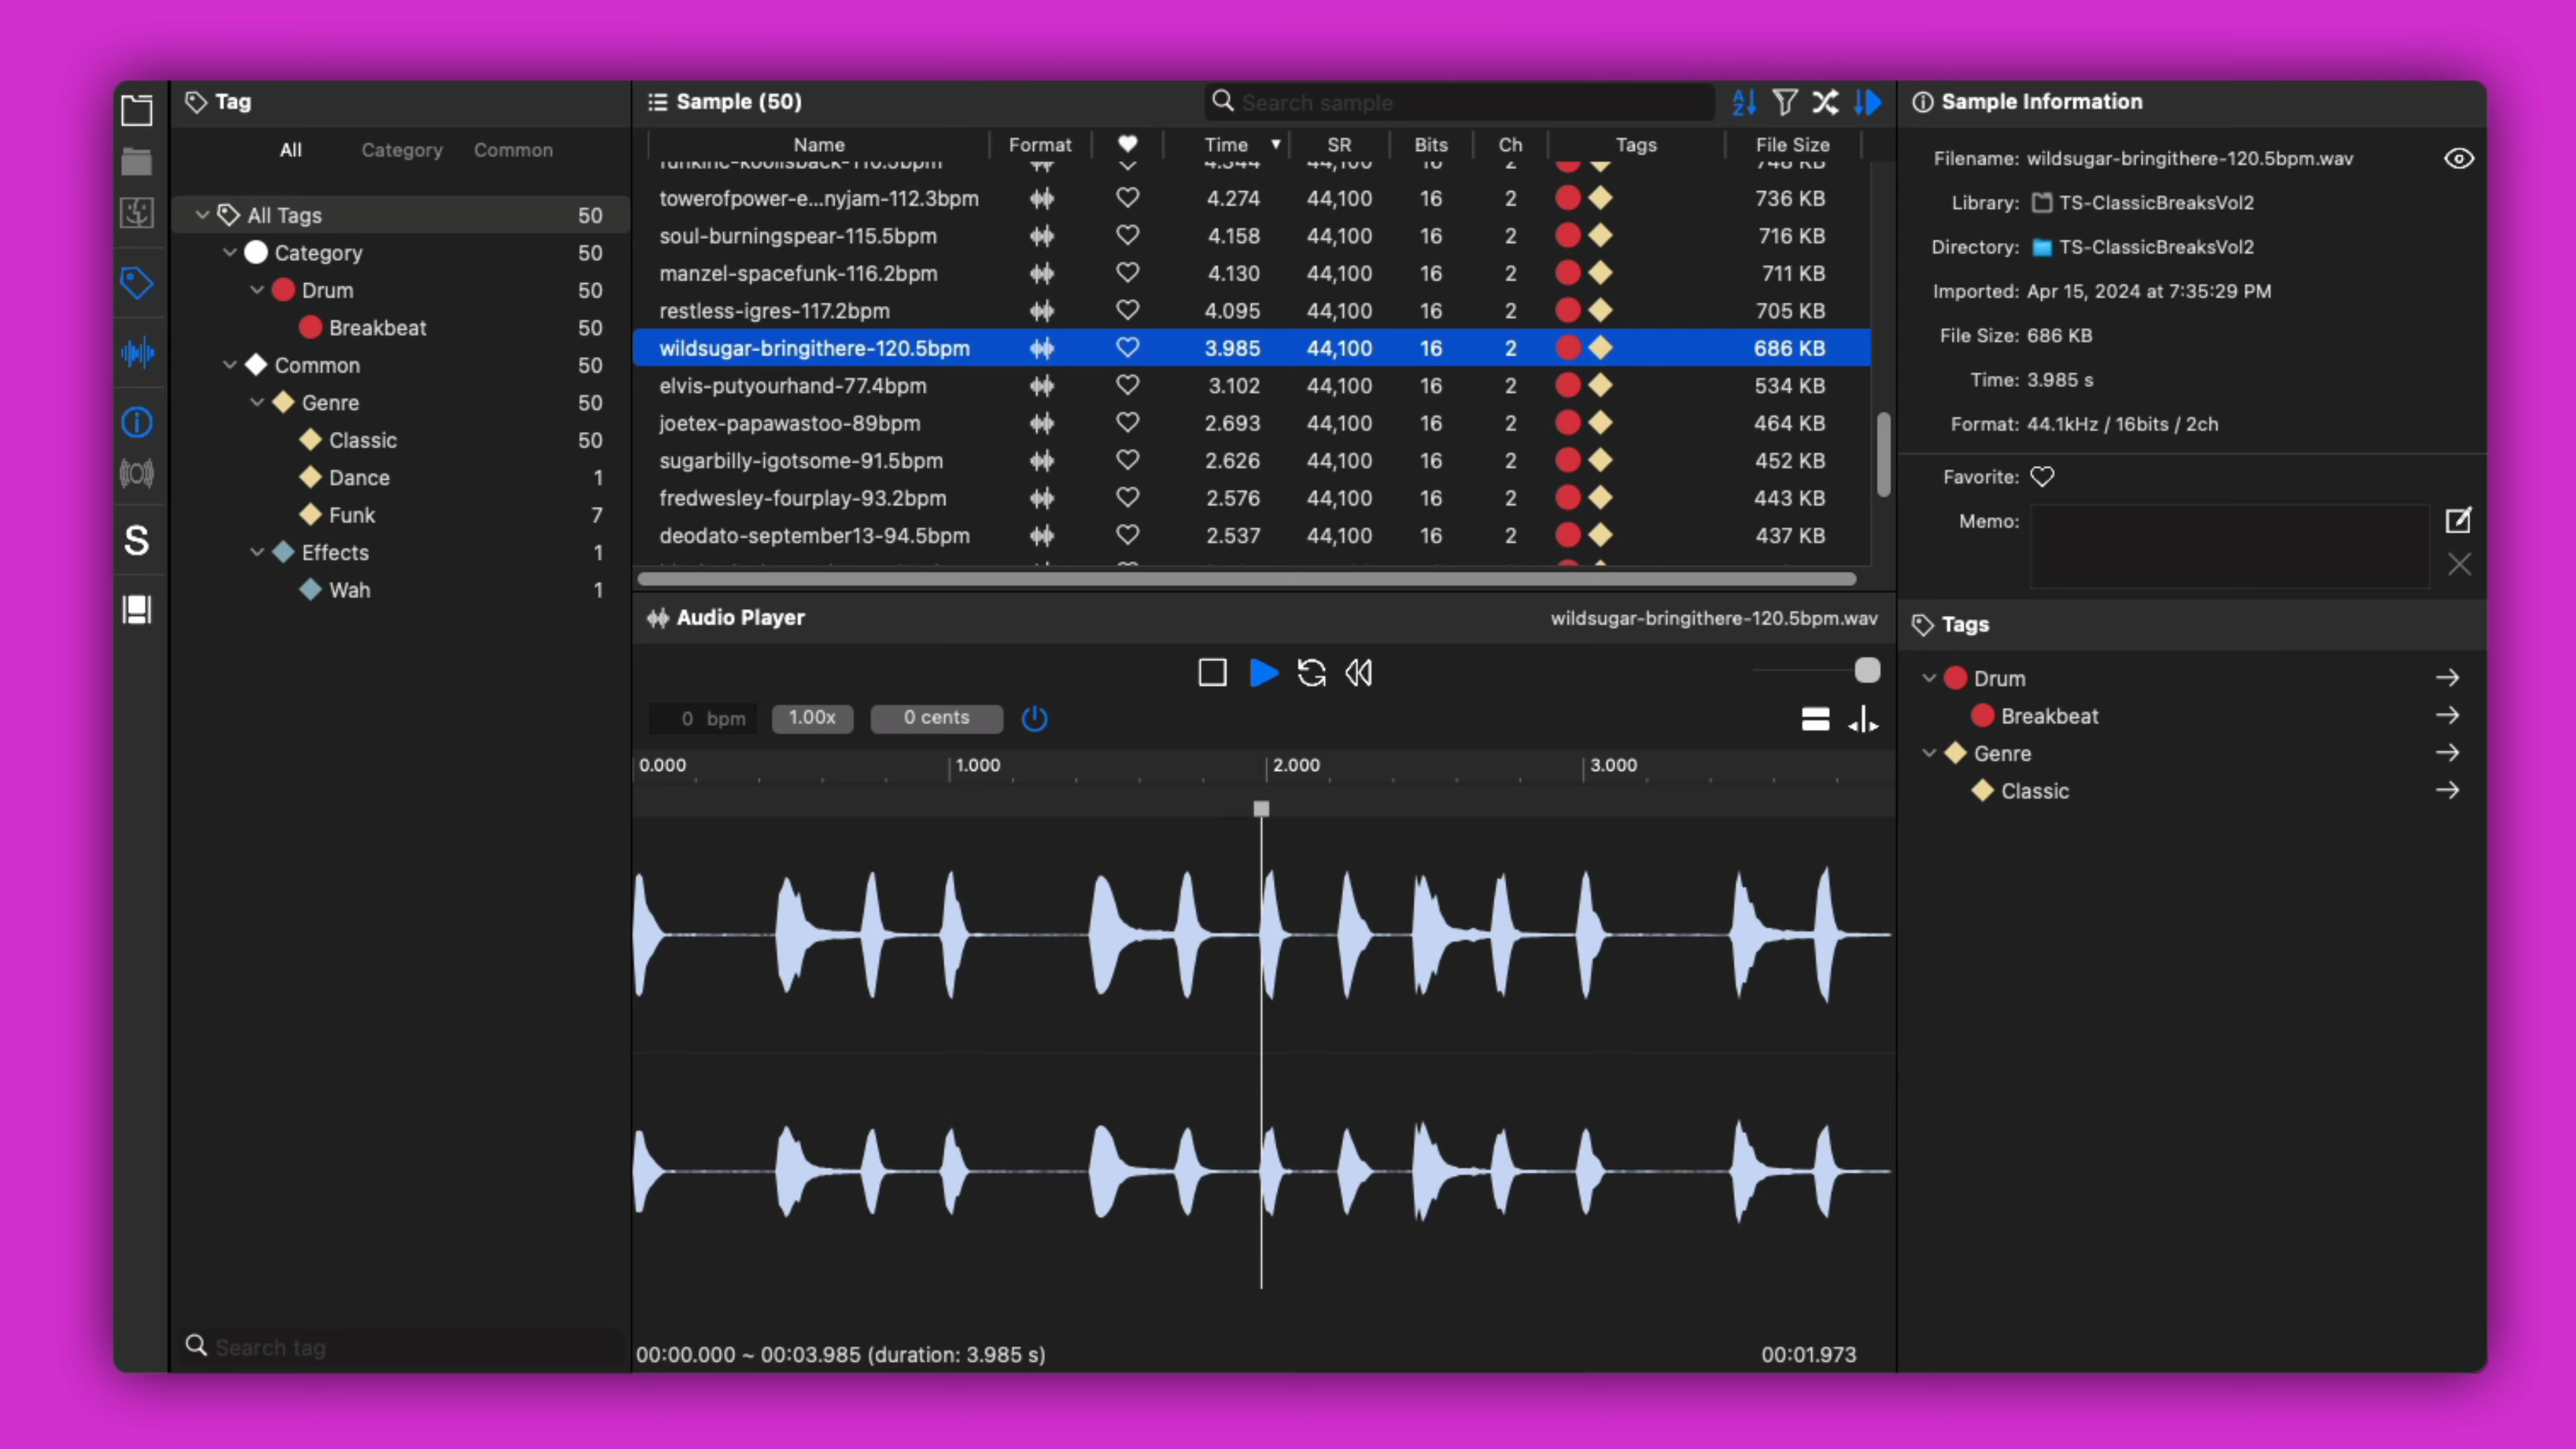 Tag
All Category Common
All Tags 50
Category 50
Drum 50
Breakbeat 50
Common 50
Genre 50
Classic 50
Dance 1
Funk 7
Effects 1
Wah 1
Search tag
S
Sample (50)
Search sample
Name Format Time ▼ SR Bits Ch Tags File Size
towerofpower-e...nyjam-112.3bpm 4.274 44,100 16 2 736 KB
soul-burningspear-115.5bpm 4.158 44,100 16 2 716 KB
manzel-spacefunk-116.2bpm 4.130 44,100 16 2 711 KB
restless-igres-117.2bpm 4.095 44,100 16 2 705 KB
wildsugar-bringithere-120.5bpm 3.985 44,100 16 2 686 KB
elvis-putyourhand-77.4bpm 3.102 44,100 16 2 534 KB
joetex-papawastoo-89bpm 2.693 44,100 16 2 464 KB
sugarbilly-igotsome-91.5bpm 2.626 44,100 16 2 452 KB
fredwesley-fourplay-93.2bpm 2.576 44,100 16 2 443 KB
deodato-september13-94.5bpm 2.537 44,100 16 2 437 KB
Audio Player wildsugar-bringithere-120.5bpm.wav
0 bpm 1.00x 0 cents
0.000 1.000 2.000 3.000
00:00.000 ~ 00:03.985 (duration: 3.985 s) 00:01.973
Sample Information
Filename: wildsugar-bringithere-120.5bpm.wav
Library: TS-ClassicBreaksVol2
Directory: TS-ClassicBreaksVol2
Imported: Apr 15, 2024 at 7:35:29 PM
File Size: 686 KB
Time: 3.985 s
Format: 44.1kHz / 16bits / 2ch
Favorite:
Memo:
Tags
Drum
Breakbeat
Genre
Classic